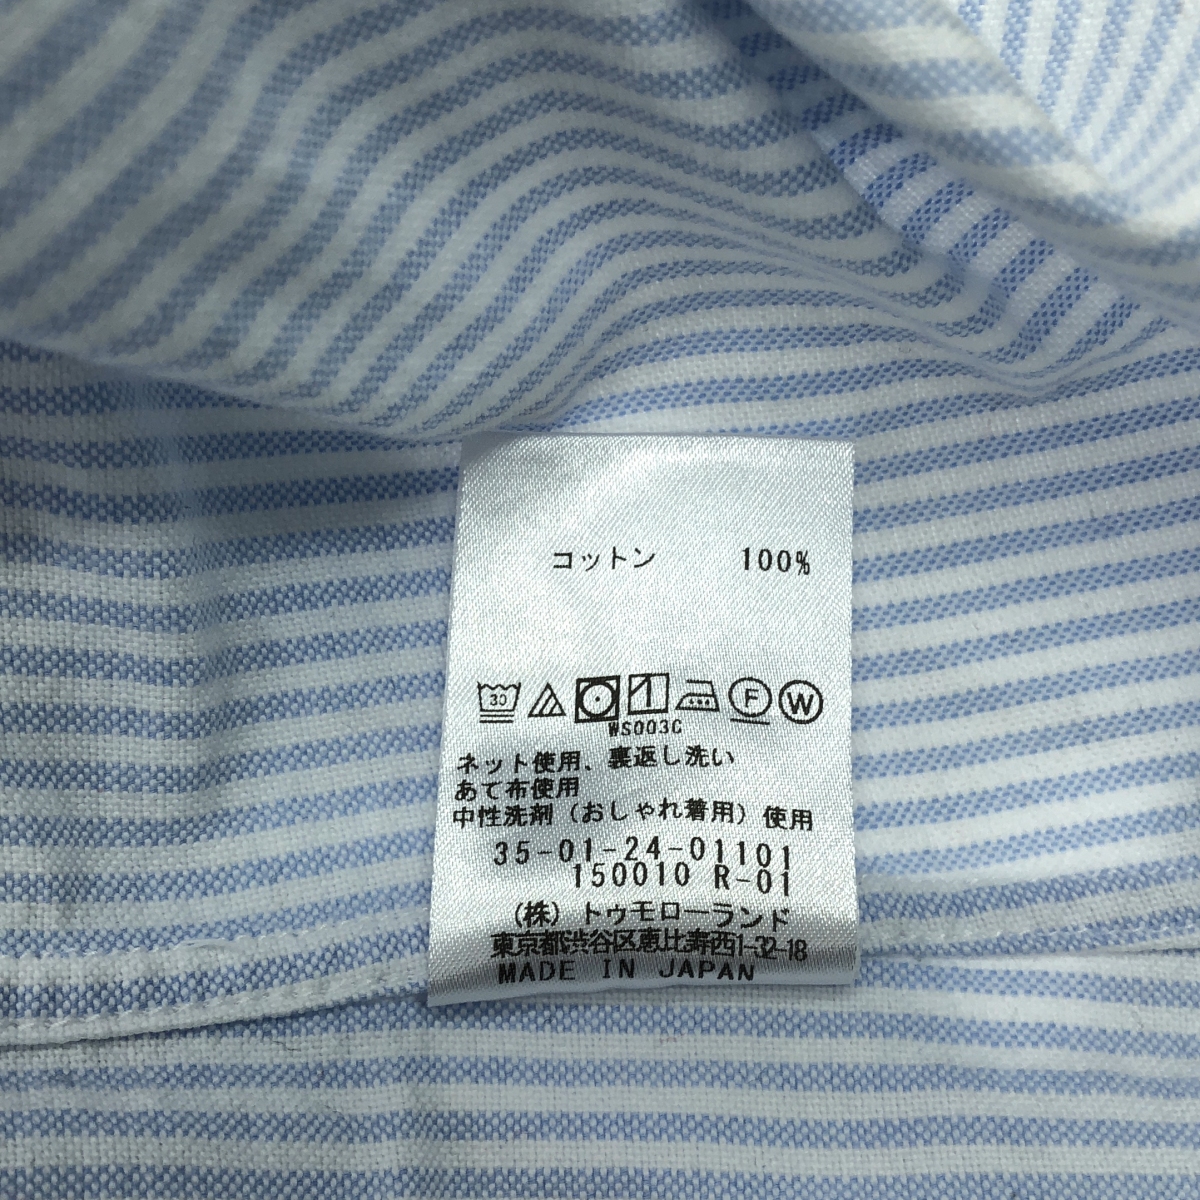 コットン 100%
30 F W
WS003C
ネット使用、裏返し洗い
あて布使用
中性洗剤（おしゃれ着用）使用
35-01-24-01101
150010 R-01
（株）トゥモローランド
東京都渋谷区恵比寿西1-32-18
MADE IN JAPAN